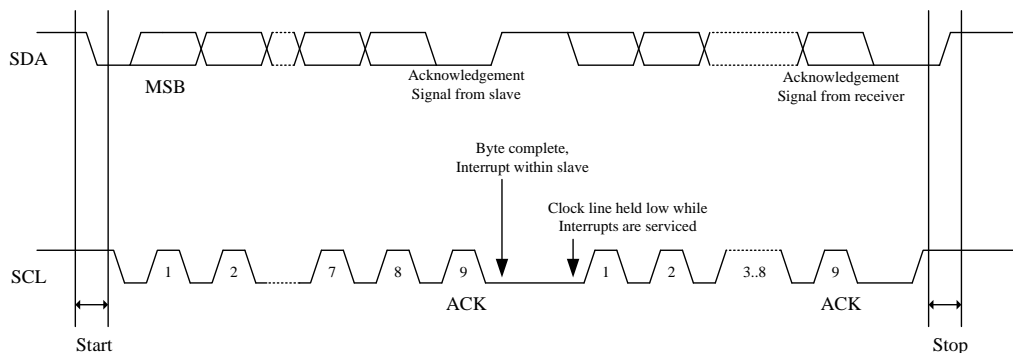 SDA
MSB
Acknowledgement
Signal from slave
Acknowledgement
Signal from receiver
Byte complete,
Interrupt within slave
Clock line held low while
Interrupts are serviced
SCL
1
2
7
8
9
1
2
3..8
9
ACK
ACK
Start
Stop